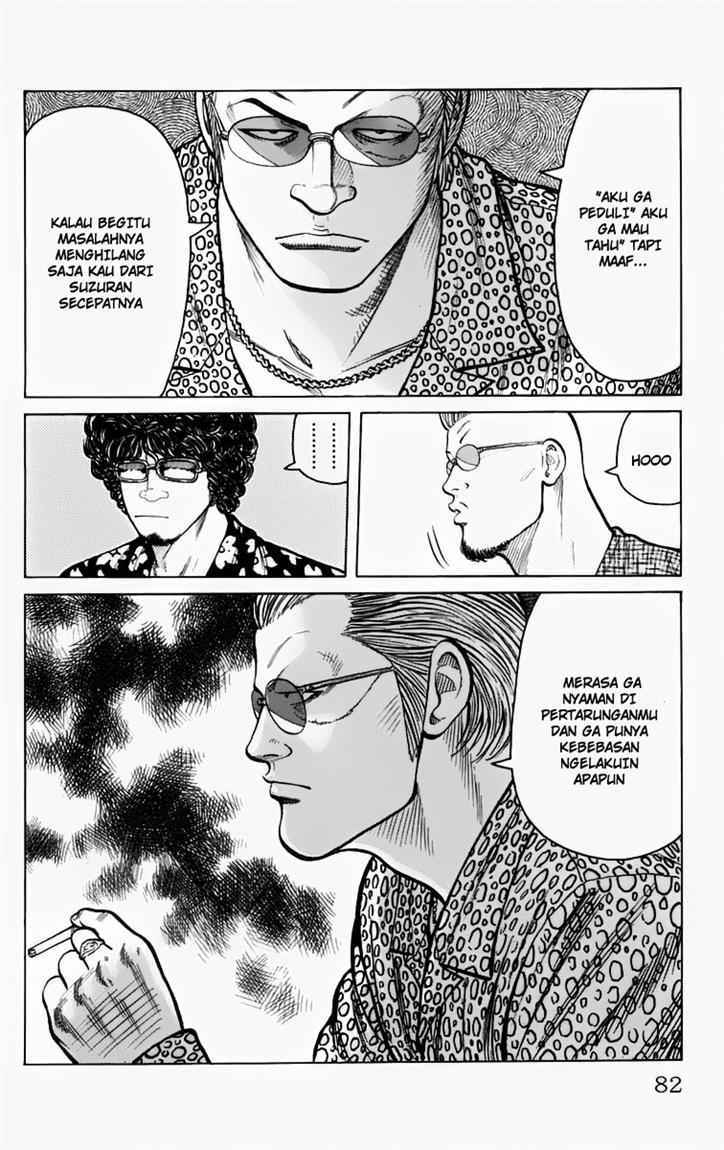 "AKU GA
PEDULI" AKU
GA MAU
TAHU" TAPI
MAAF...
KALAU BEGITU
MASALAHNYA
MENGHILANG
SAJA KAU DARI
SUZURAN
SECEPATNYA
HOOO
........
MERASA GA
NYAMAN DI
PERTARUNGANMU
DAN GA PUNYA
KEBEBASAN
NGELAKUIN
APAPUN
82